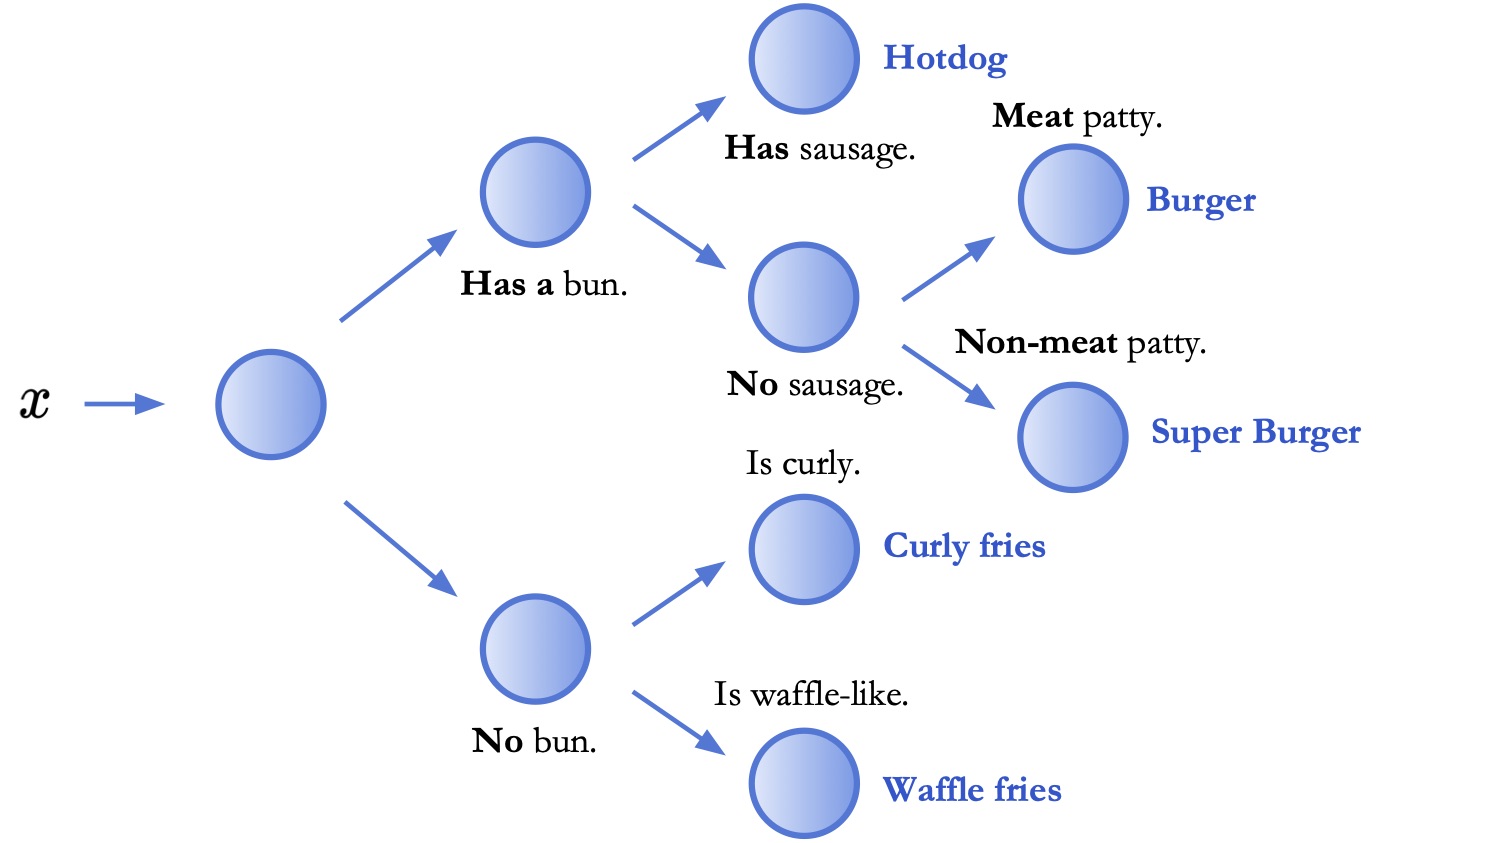 Hotdog
Meat patty.
Has sausage.
Burger
Has a bun.
Non-meat patty.
No sausage.
x
Super Burger
Is curly.
Curly fries
Is waffle-like.
No bun.
Waffle fries